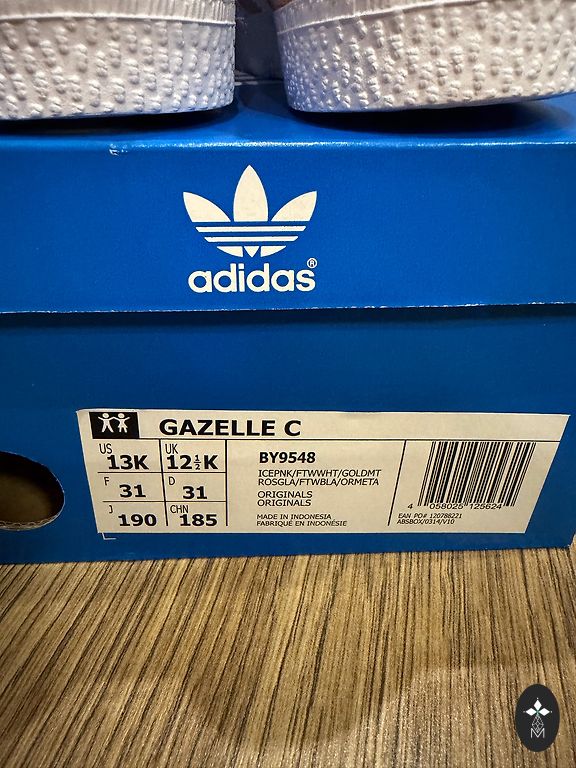 adidas®
GAZELLE C
US 13K UK 12½K
F 31 D 31
J 190 CHN 185
BY9548
ICEPNK/FTWWHT/GOLDMT
ROSGLA/FTWBLA/ORMETA
ORIGINALS
ORIGINALS
MADE IN INDONESIA
FABRIQUÉ EN INDONÉSIE
4 058025 125624
EAN PO# 120788221
ABSBOX/0314/V10
M